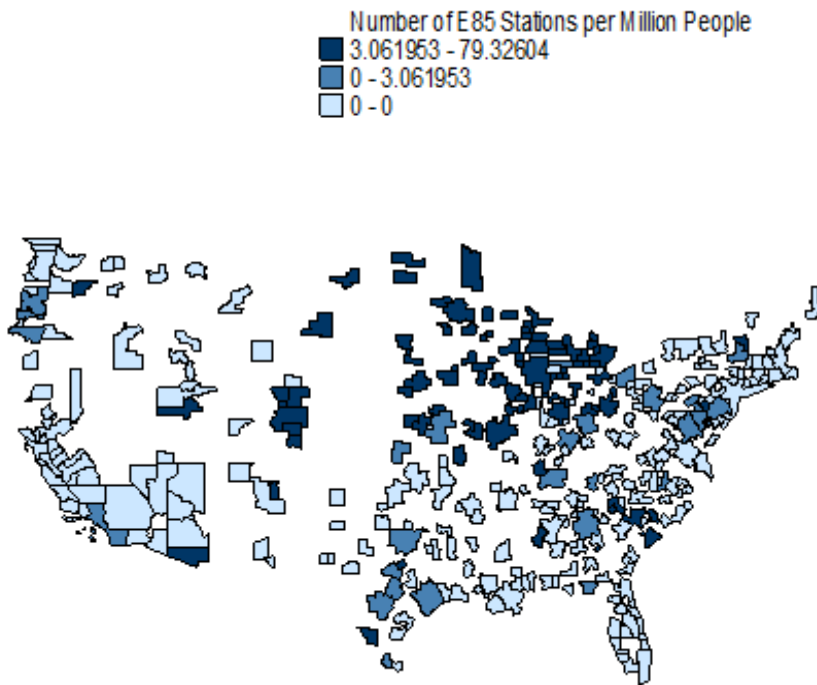 Number of E85 Stations per Million People
3.061953 - 79.32604
0 - 3.061953
0 - 0